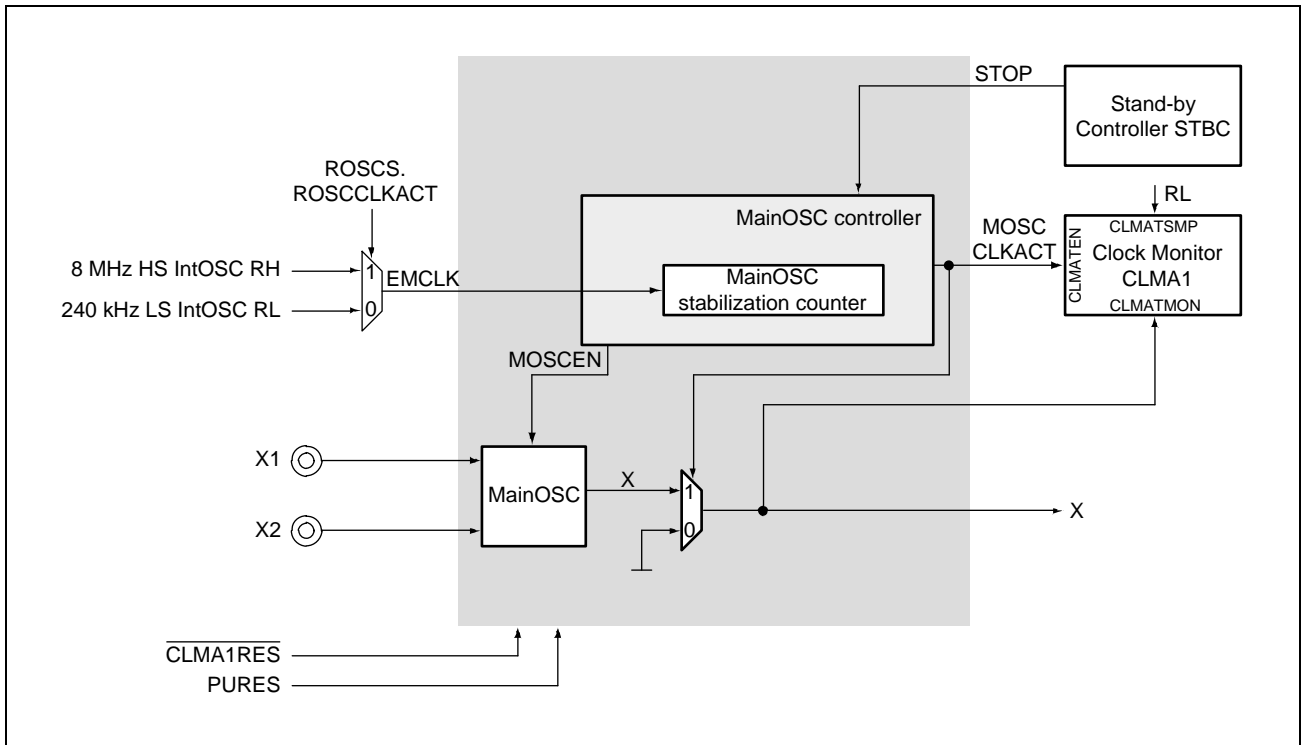 STOP
Stand-by
Controller STBC
ROSCS.
ROSCCLKACT
RL
MainOSC controller
MOSC
CLKACT
CLMATEN
CLMATSMP
Clock Monitor
CLMA1
CLMATMON
8 MHz HS IntOSC RH
1
EMCLK
MainOSC
stabilization counter
240 kHz LS IntOSC RL
0
MOSCEN
X1
MainOSC
X
1
X
X2
0
CLMA1RES
PURES